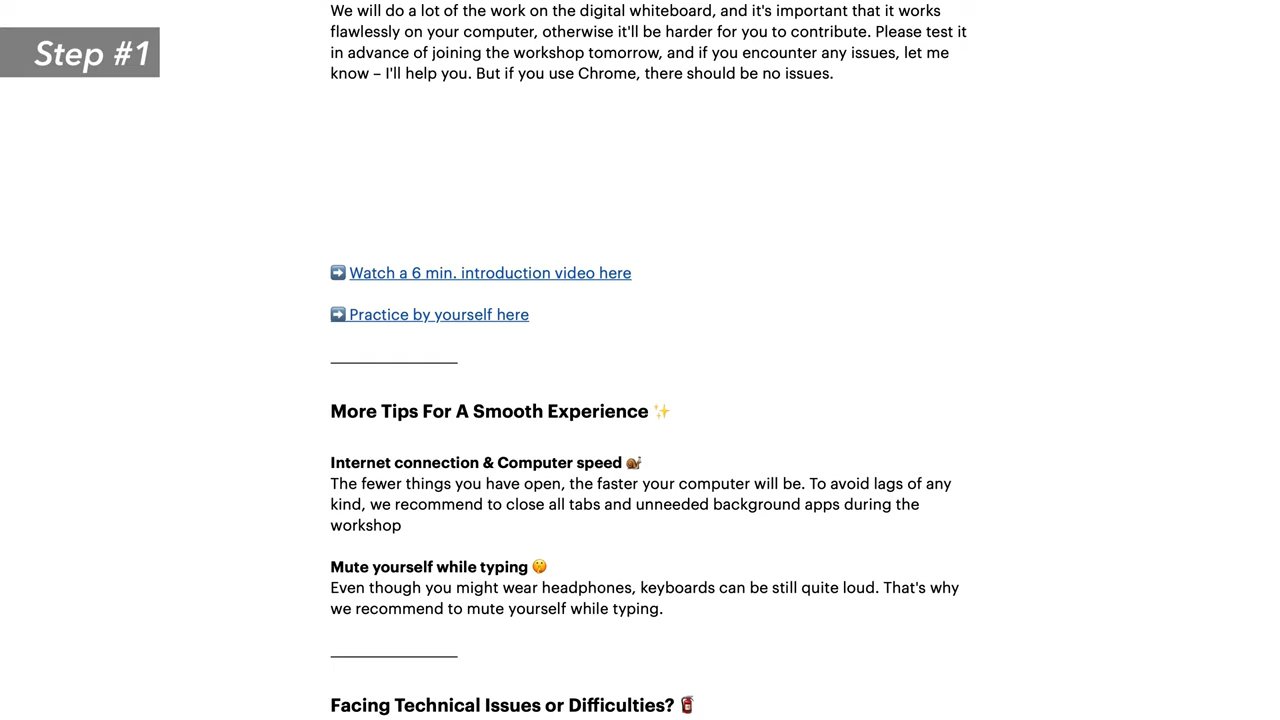 Step #1
We will do a lot of the work on the digital whiteboard, and it's important that it works
flawlessly on your computer, otherwise it'll be harder for you to contribute. Please test it
in advance of joining the workshop tomorrow, and if you encounter any issues, let me
know – I'll help you. But if you use Chrome, there should be no issues.
➡️ Watch a 6 min. introduction video here
➡️ Practice by yourself here
More Tips For A Smooth Experience ✨
Internet connection & Computer speed 🐌
The fewer things you have open, the faster your computer will be. To avoid lags of any
kind, we recommend to close all tabs and unneeded background apps during the
workshop
Mute yourself while typing 🤫
Even though you might wear headphones, keyboards can be still quite loud. That's why
we recommend to mute yourself while typing.
Facing Technical Issues or Difficulties? 🧯